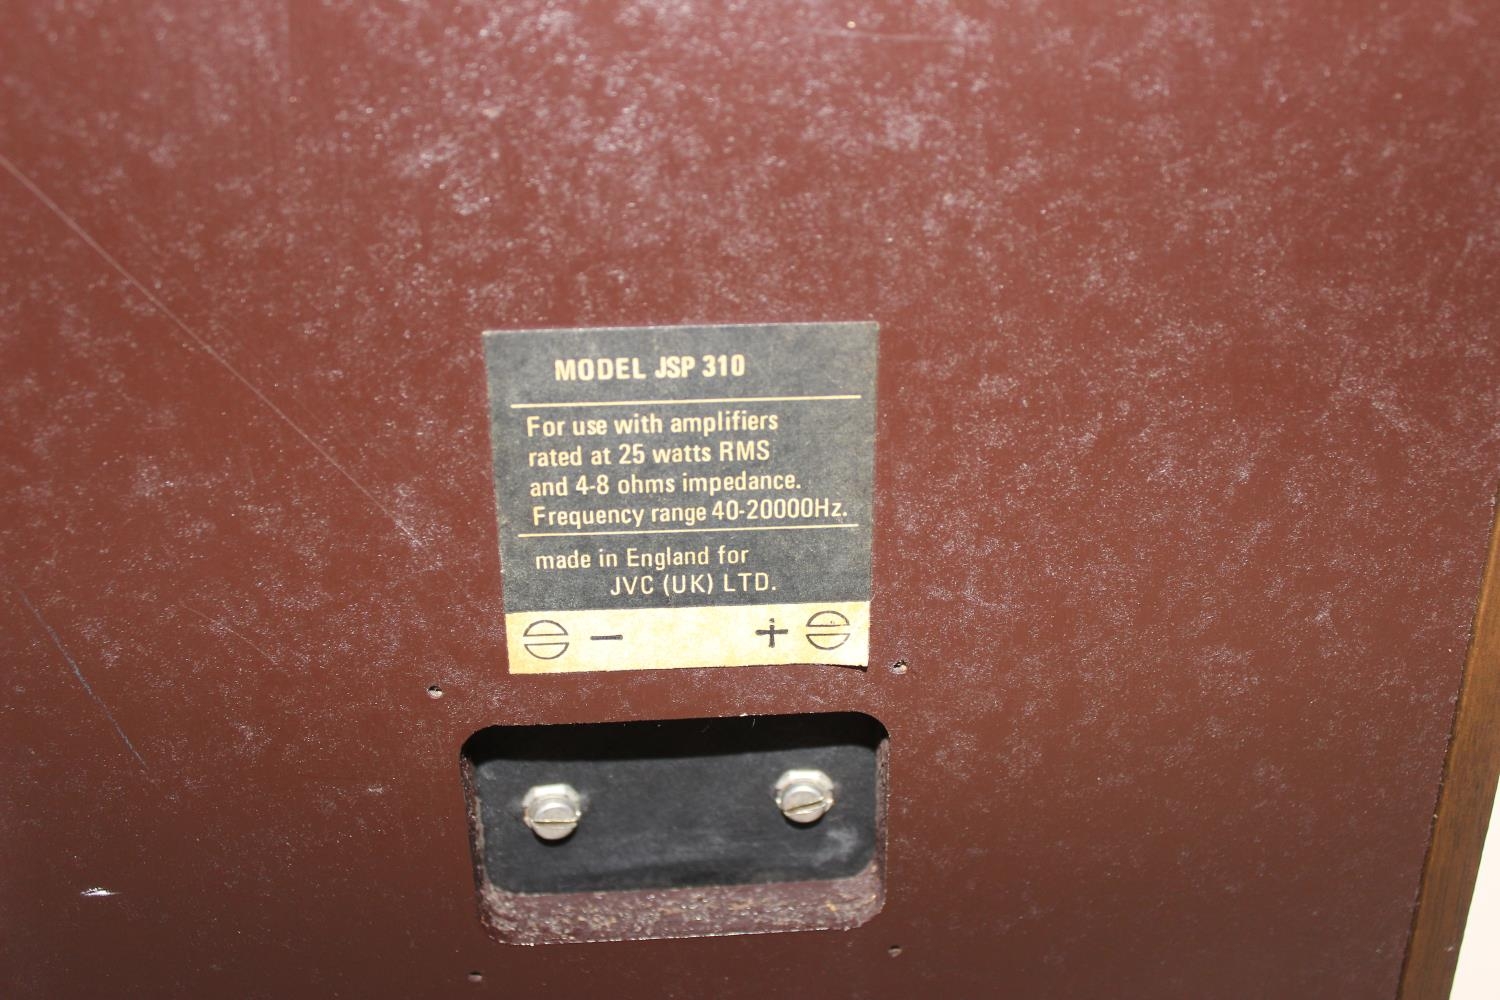 MODEL JSP 310
For use with amplifiers
rated at 25 watts RMS
and 4-8 ohms impedance.
Frequency range 40-20000Hz.
made in England for
JVC (UK) LTD.
− +